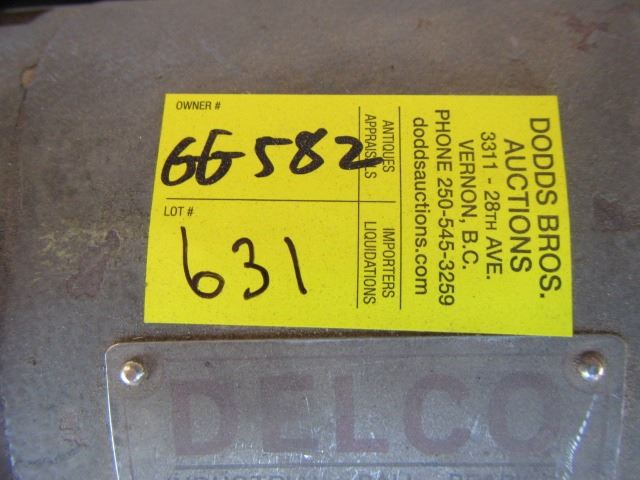 OWNER #
GG582
LOT #
631
ANTIQUES
APPRAISALS
IMPORTERS
LIQUIDATIONS
DODDS BROS.
AUCTIONS
3311 - 28TH AVE.
VERNON, B.C.
PHONE 250-545-3259
doddsauctions.com
DELCO